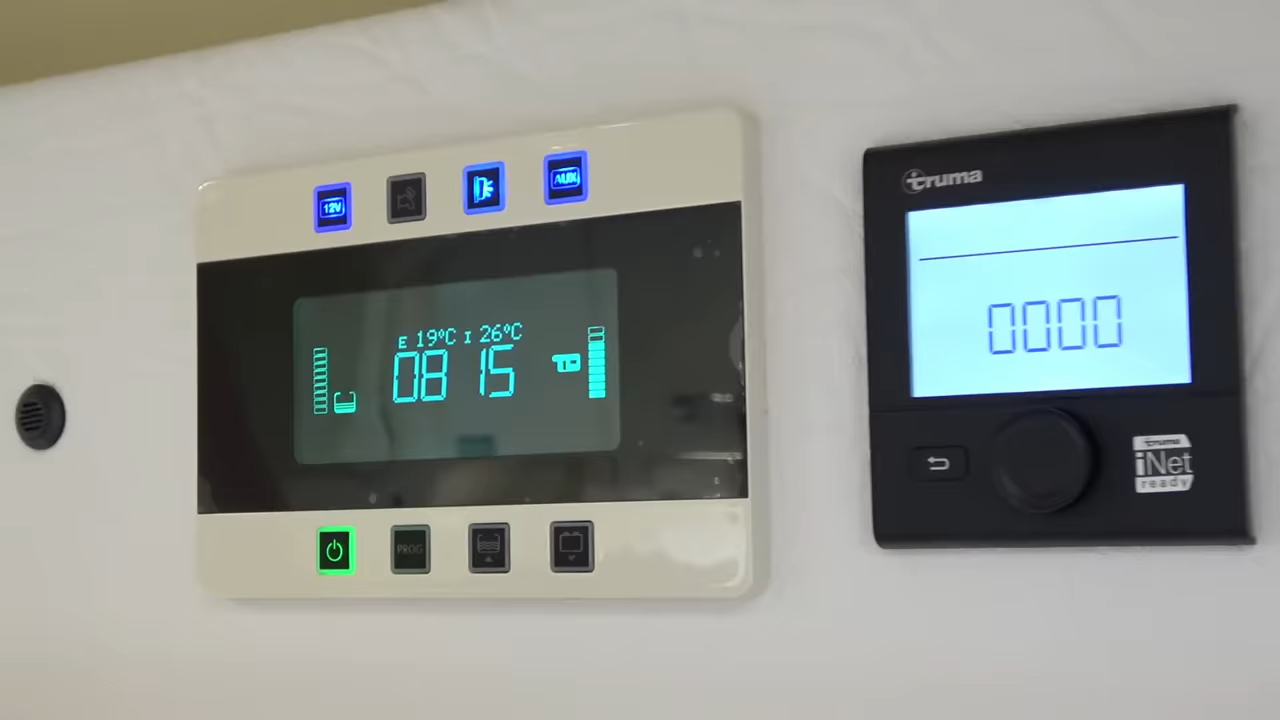 12V
AUX
E 19°C I 26°C
08 15
PROG
truma
0000
truma
iNet
ready